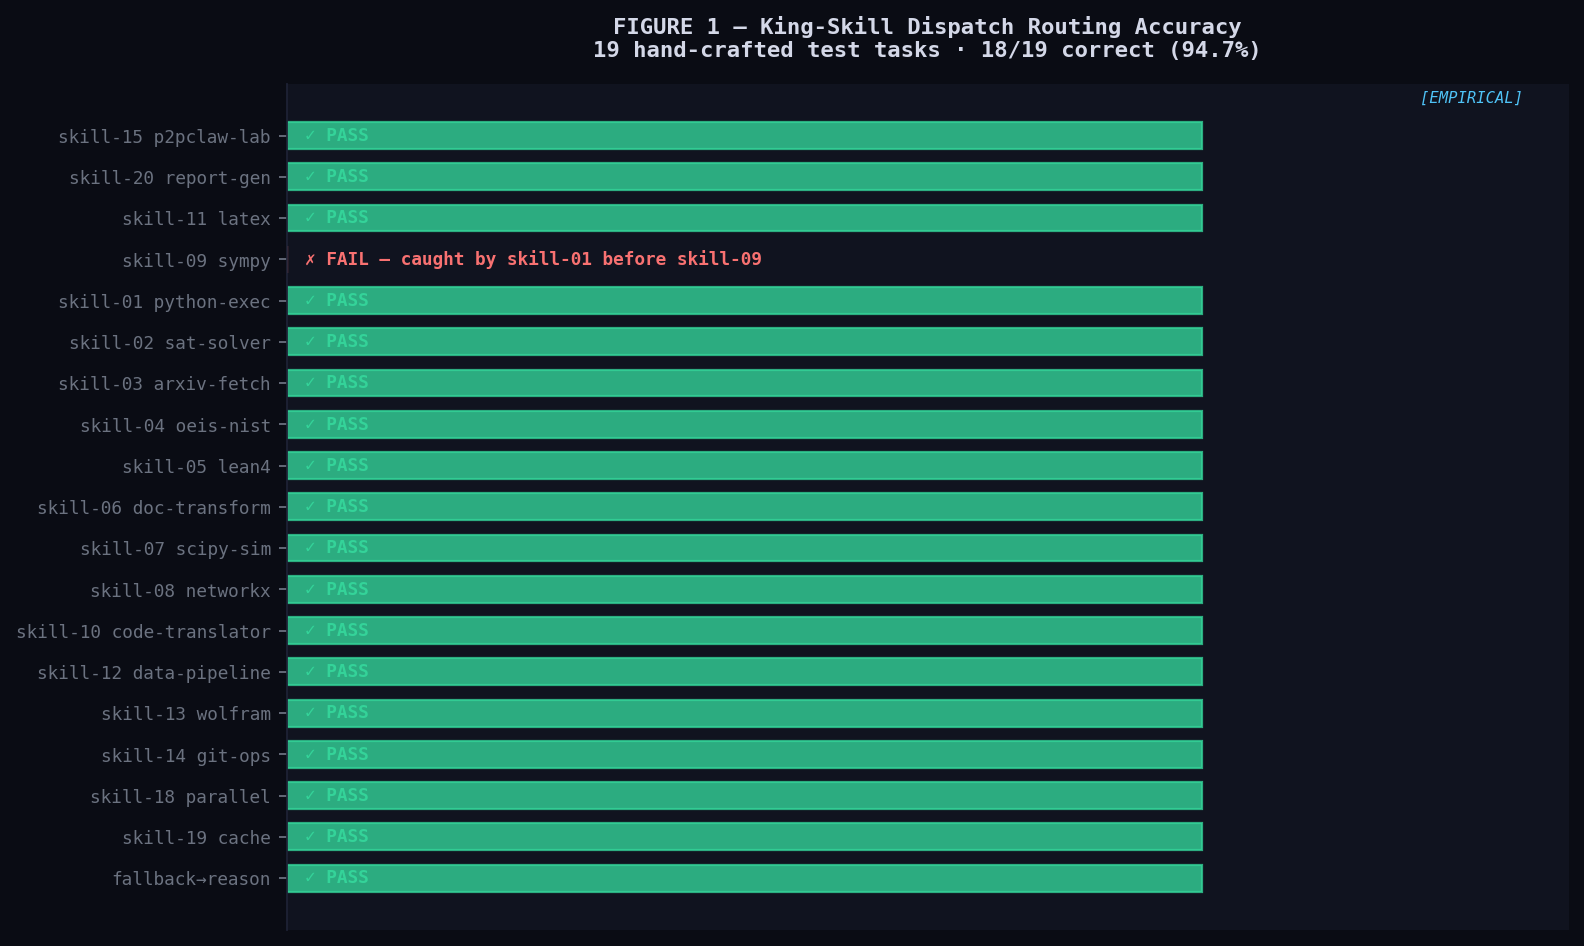 FIGURE 1 — King-Skill Dispatch Routing Accuracy
19 hand-crafted test tasks · 18/19 correct (94.7%)
[EMPIRICAL]
skill-15 p2pclaw-lab ✓ PASS
skill-20 report-gen ✓ PASS
skill-11 latex ✓ PASS
skill-09 sympy ✗ FAIL — caught by skill-01 before skill-09
skill-01 python-exec ✓ PASS
skill-02 sat-solver ✓ PASS
skill-03 arxiv-fetch ✓ PASS
skill-04 oeis-nist ✓ PASS
skill-05 lean4 ✓ PASS
skill-06 doc-transform ✓ PASS
skill-07 scipy-sim ✓ PASS
skill-08 networkx ✓ PASS
skill-10 code-translator ✓ PASS
skill-12 data-pipeline ✓ PASS
skill-13 wolfram ✓ PASS
skill-14 git-ops ✓ PASS
skill-18 parallel ✓ PASS
skill-19 cache ✓ PASS
fallback→reason ✓ PASS